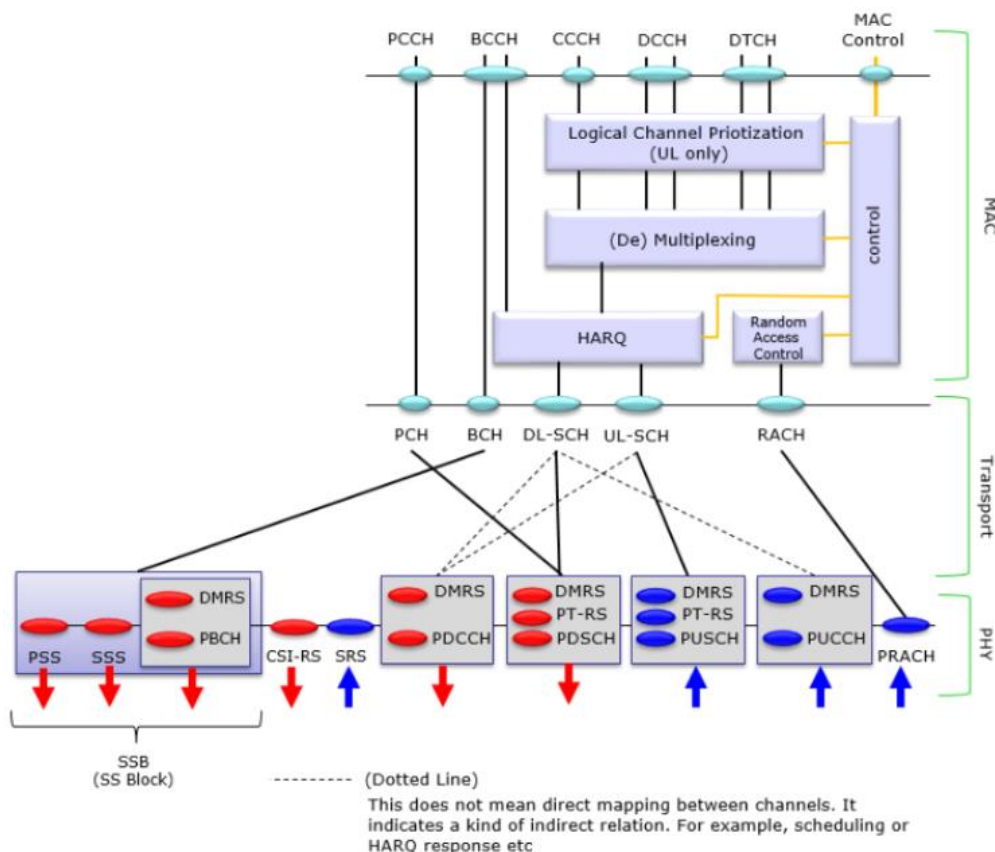 PCCH BCCH CCCH DCCH DTCH MAC Control
Logical Channel Priotization
(UL only)
(De) Multiplexing
control
HARQ
Random
Access
Control
MAC
PCH BCH DL-SCH UL-SCH RACH
Transport
DMRS DMRS DMRS DMRS DMRS
PT-RS PT-RS
PBCH PDCCH PDSCH PUSCH PUCCH
PSS SSS CSI-RS SRS PRACH
PHY
SSB
(SS Block)
(Dotted Line)
This does not mean direct mapping between channels. It
indicates a kind of indirect relation. For example, scheduling or
HARQ response etc